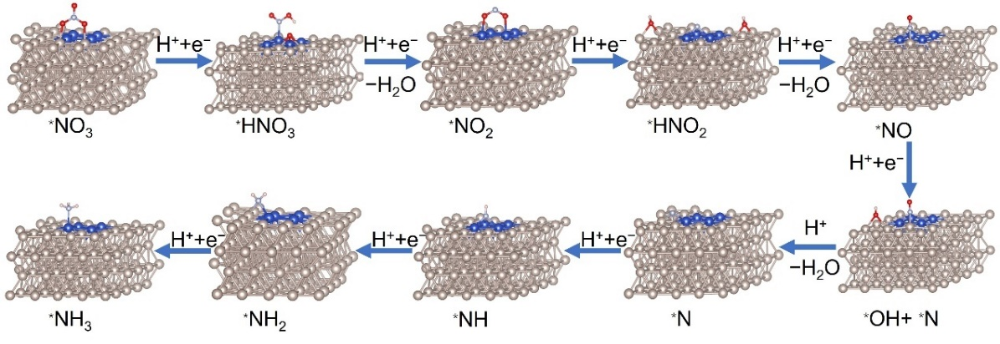 H⁺+e⁻
H⁺+e⁻
−H₂O
H⁺+e⁻
H⁺+e⁻
−H₂O
*NO₃
*HNO₃
*NO₂
*HNO₂
*NO
H⁺+e⁻
H⁺+e⁻
H⁺+e⁻
H⁺+e⁻
H⁺
−H₂O
*NH₃
*NH₂
*NH
*N
*OH+ *N